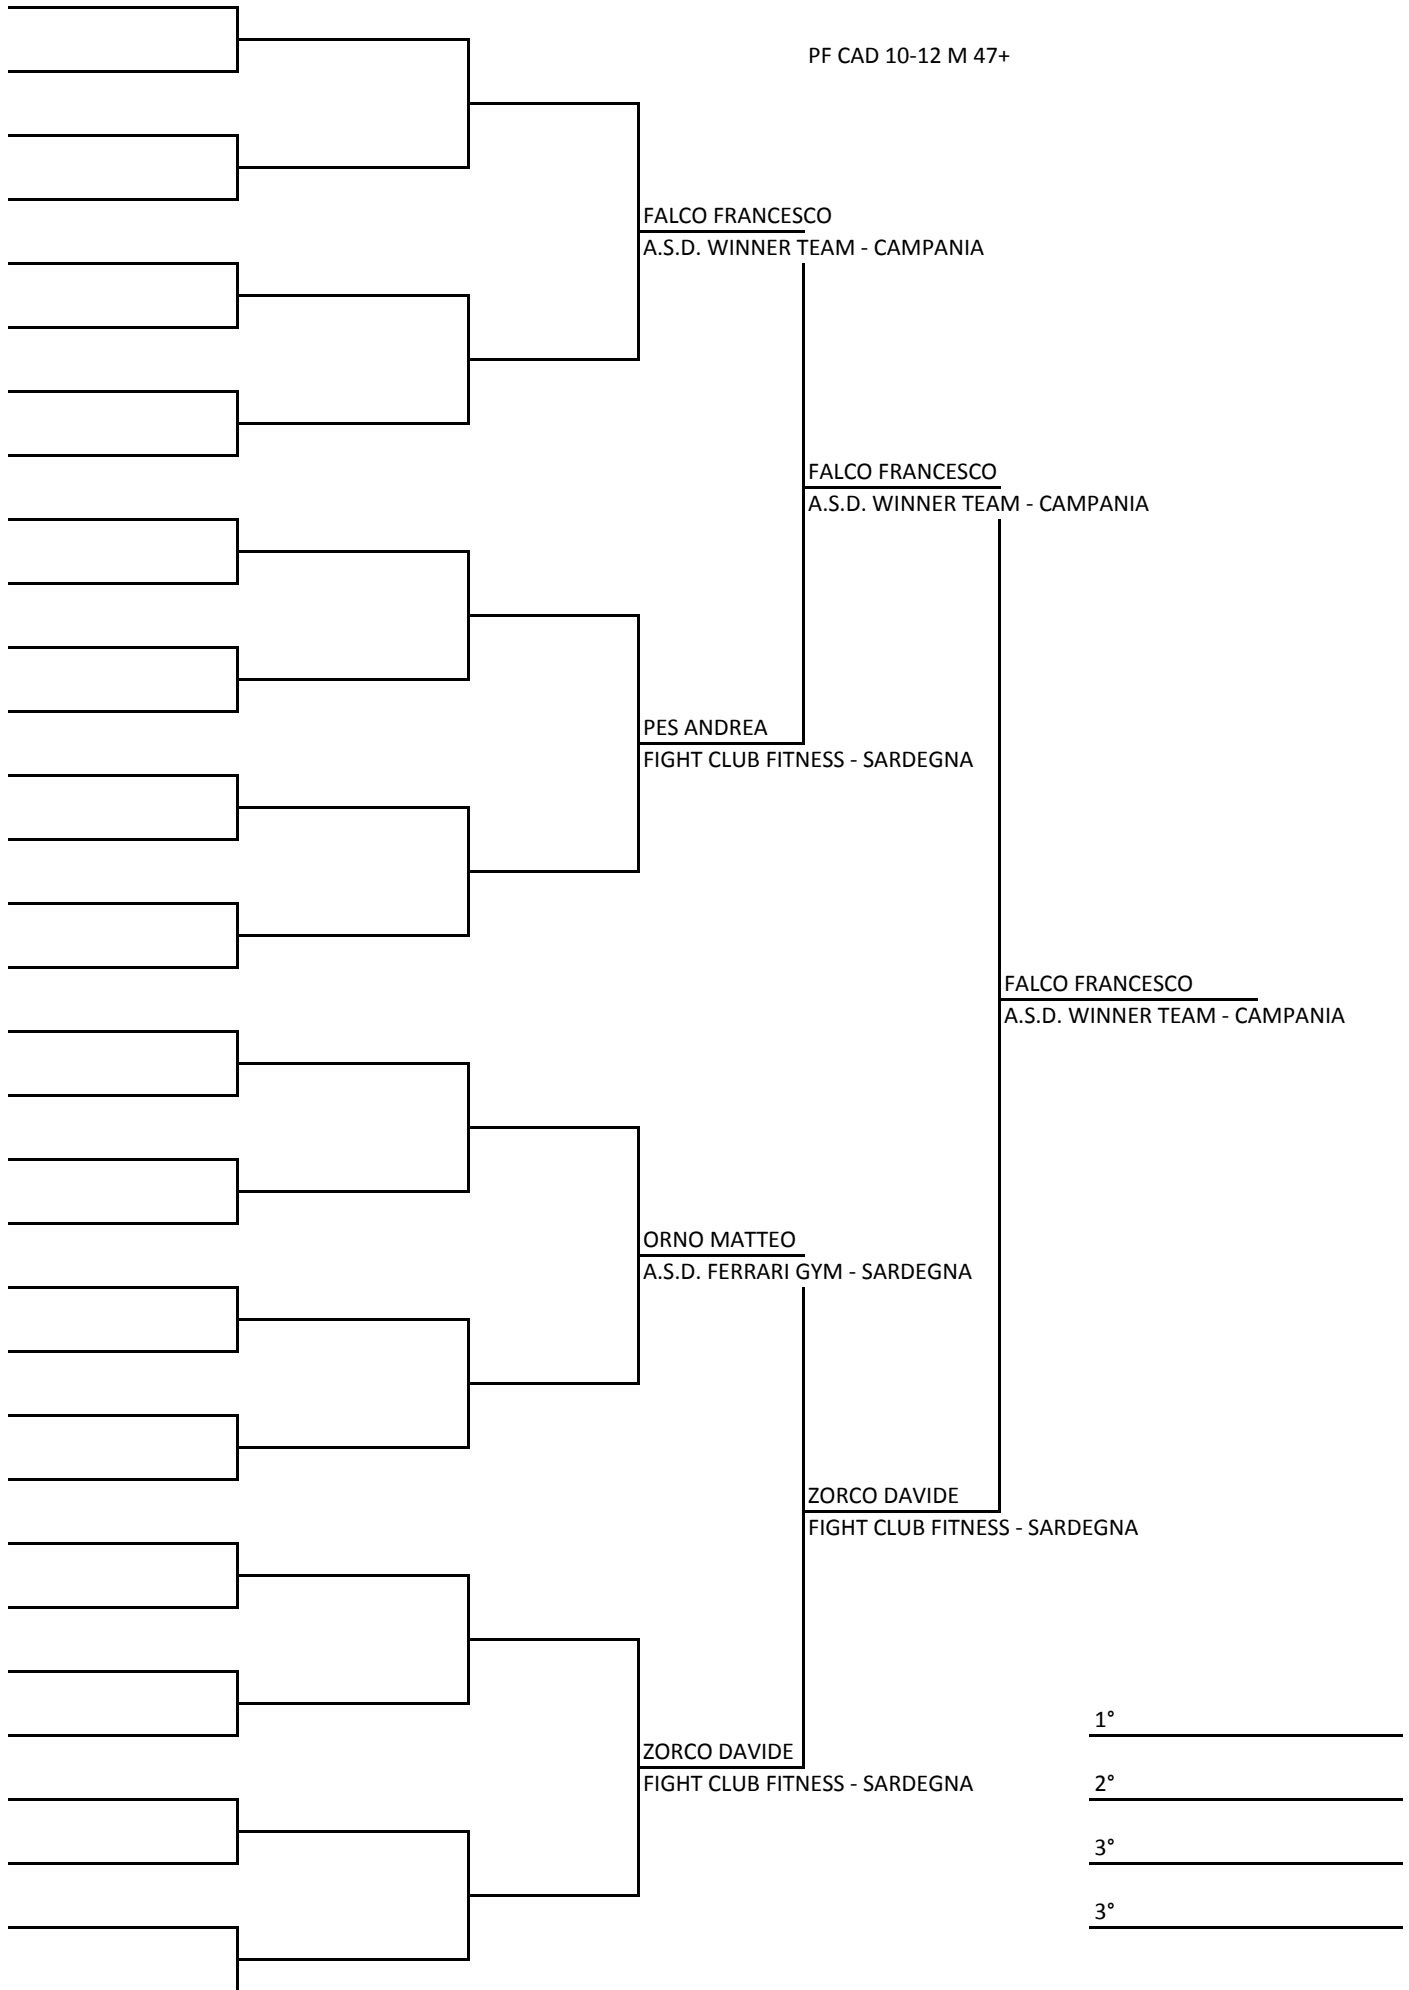 PF CAD 10-12 M 47+
FALCO FRANCESCO
A.S.D. WINNER TEAM - CAMPANIA
FALCO FRANCESCO
A.S.D. WINNER TEAM - CAMPANIA
PES ANDREA
FIGHT CLUB FITNESS - SARDEGNA
FALCO FRANCESCO
A.S.D. WINNER TEAM - CAMPANIA
ORNO MATTEO
A.S.D. FERRARI GYM - SARDEGNA
ZORCO DAVIDE
FIGHT CLUB FITNESS - SARDEGNA
1°
ZORCO DAVIDE
FIGHT CLUB FITNESS - SARDEGNA
2°
3°
3°